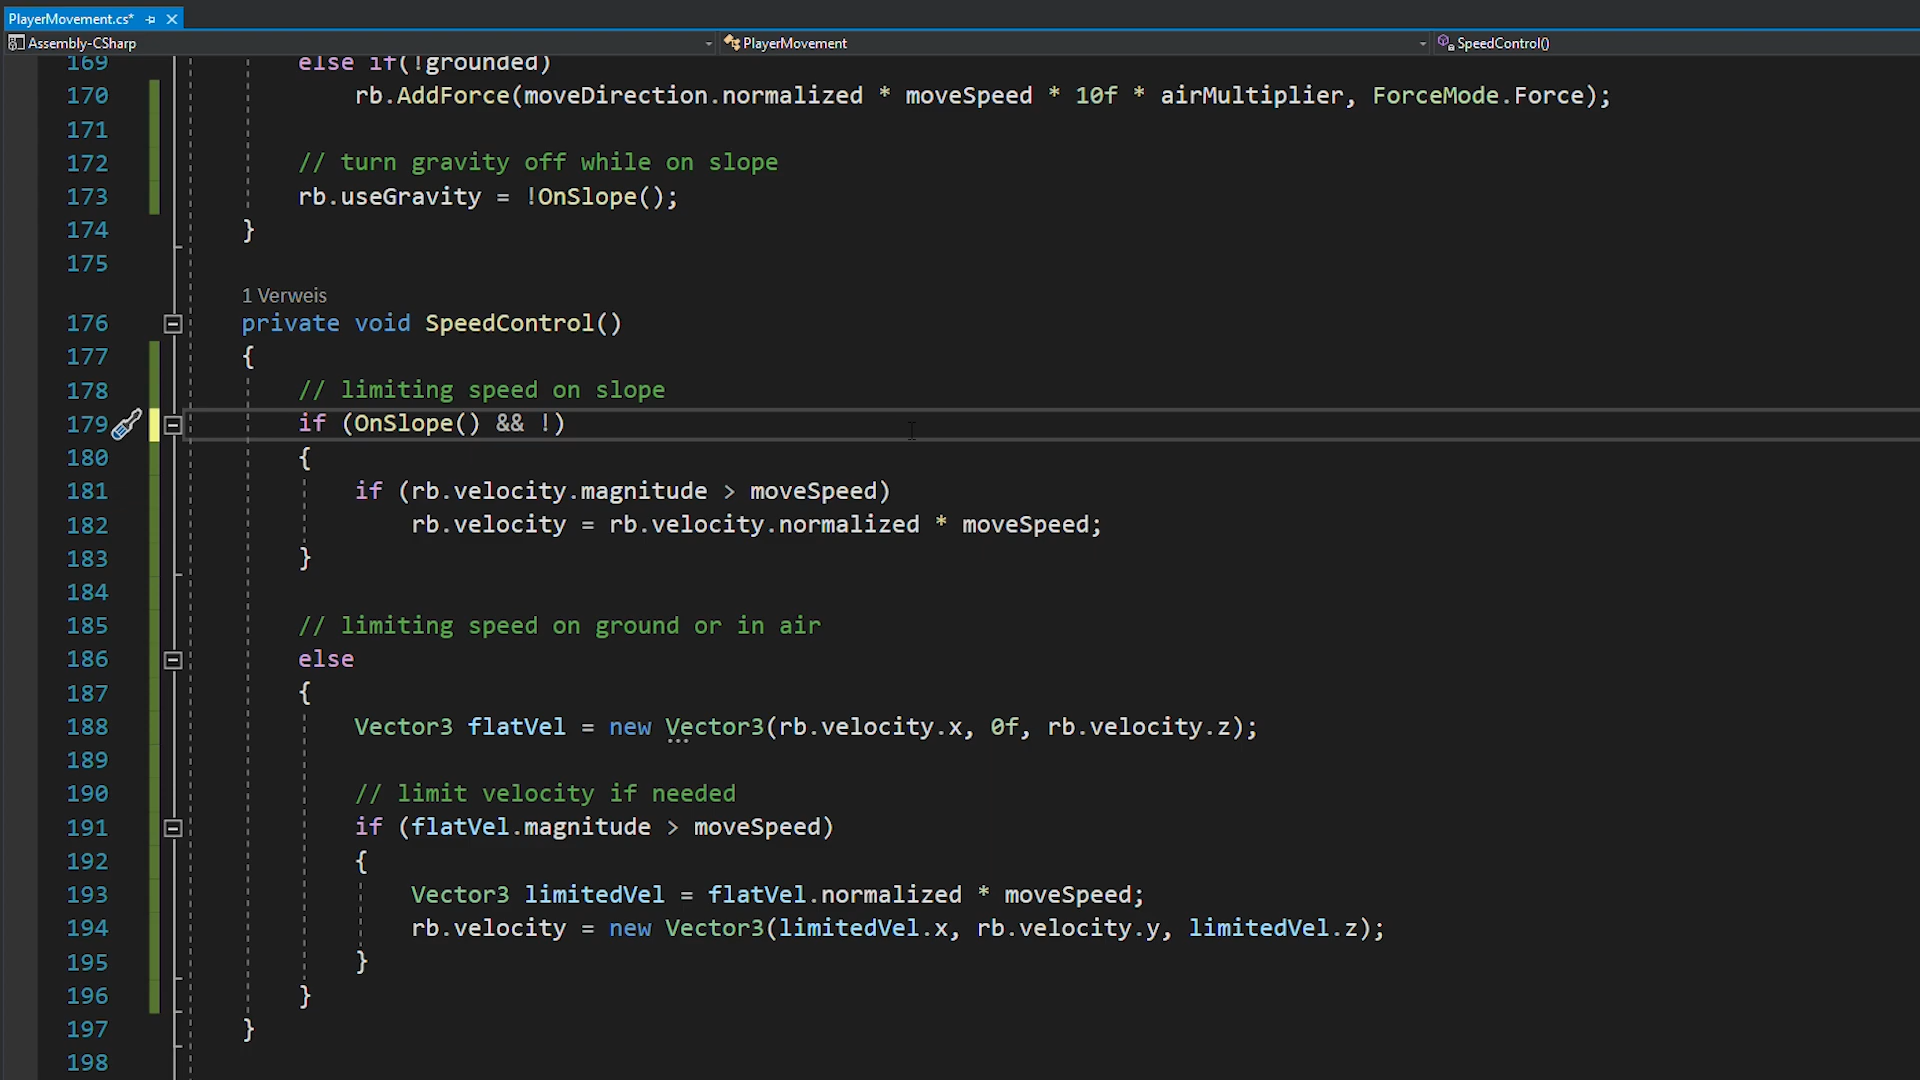 PlayerMovement.cs*
Assembly-CSharp PlayerMovement SpeedControl()
169 else if(!grounded)
170 rb.AddForce(moveDirection.normalized * moveSpeed * 10f * airMultiplier, ForceMode.Force);
171
172 // turn gravity off while on slope
173 rb.useGravity = !OnSlope();
174 }
175
1 Verweis
176 private void SpeedControl()
177 {
178 // limiting speed on slope
179 if (OnSlope() && !)
180 {
181 if (rb.velocity.magnitude > moveSpeed)
182 rb.velocity = rb.velocity.normalized * moveSpeed;
183 }
184
185 // limiting speed on ground or in air
186 else
187 {
188 Vector3 flatVel = new Vector3(rb.velocity.x, 0f, rb.velocity.z);
189
190 // limit velocity if needed
191 if (flatVel.magnitude > moveSpeed)
192 {
193 Vector3 limitedVel = flatVel.normalized * moveSpeed;
194 rb.velocity = new Vector3(limitedVel.x, rb.velocity.y, limitedVel.z);
195 }
196 }
197 }
198